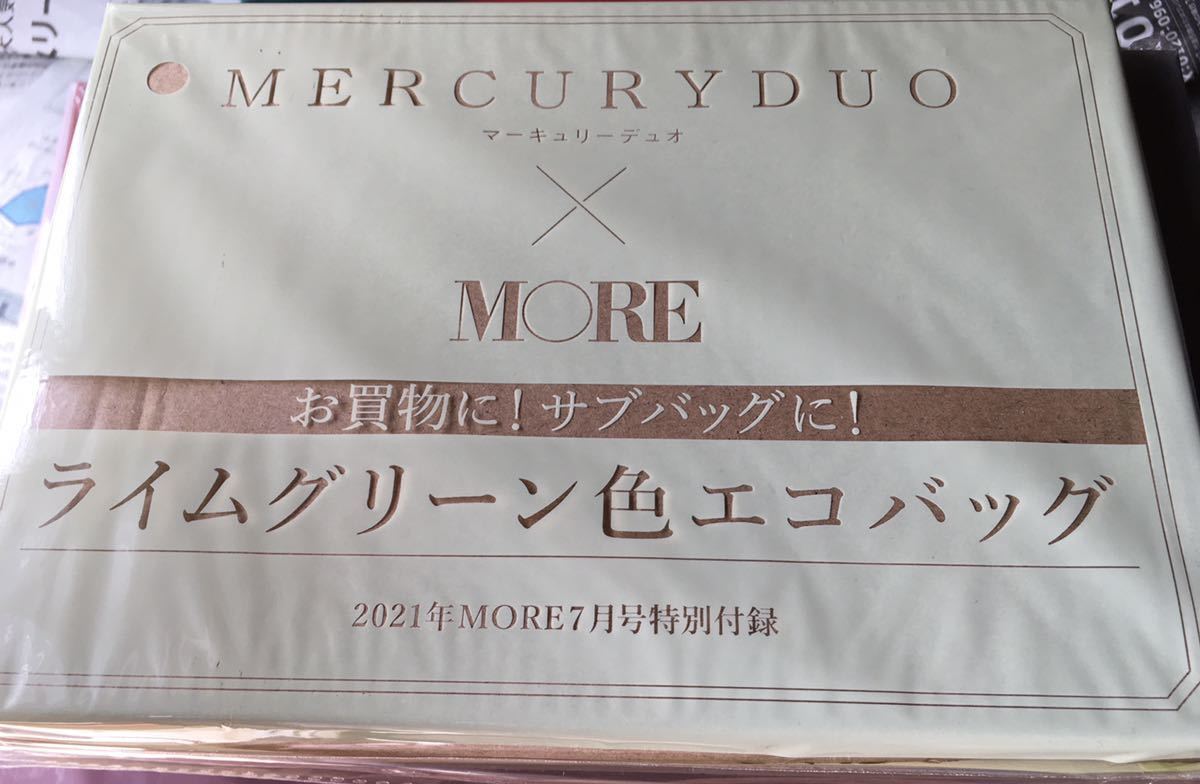 MERCURYDUO
マーキュリーデュオ
×
MORE
お買物に!サブバッグに!
ライムグリーン色エコバッグ
2021年MORE7月号特別付録